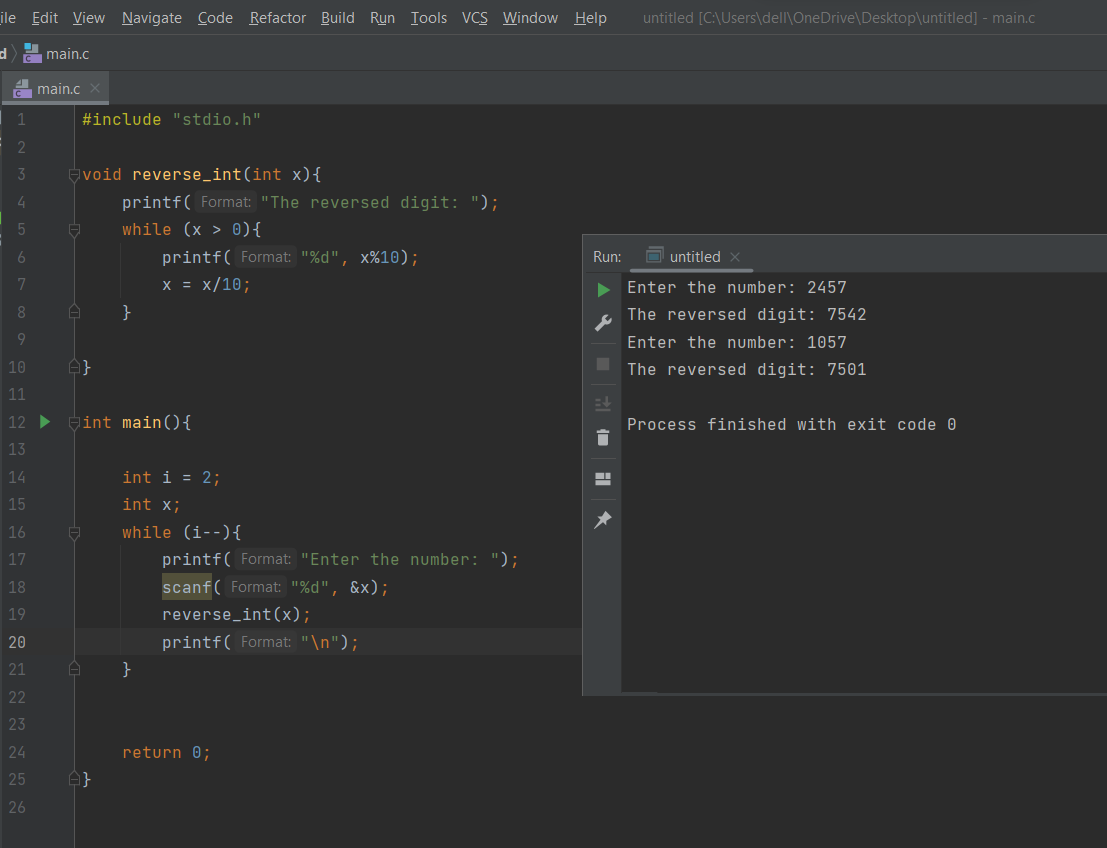 ile Edit View Navigate Code Refactor Build Run Tools VCS Window Help untitled [C:\Users\dell\OneDrive\Desktop\untitled] - main.c
d main.c
main.c
1 #include "stdio.h"
2
3 void reverse_int(int x){
4     printf( Format: "The reversed digit: ");
5     while (x > 0){
6         printf( Format: "%d", x%10);
7         x = x/10;
8     }
9
10 }
11
12 int main(){
13
14     int i = 2;
15     int x;
16     while (i--){
17         printf( Format: "Enter the number: ");
18         scanf( Format: "%d", &x);
19         reverse_int(x);
20         printf( Format: "\n");
21     }
22
23
24     return 0;
25 }
26
Run: untitled
Enter the number: 2457
The reversed digit: 7542
Enter the number: 1057
The reversed digit: 7501
Process finished with exit code 0